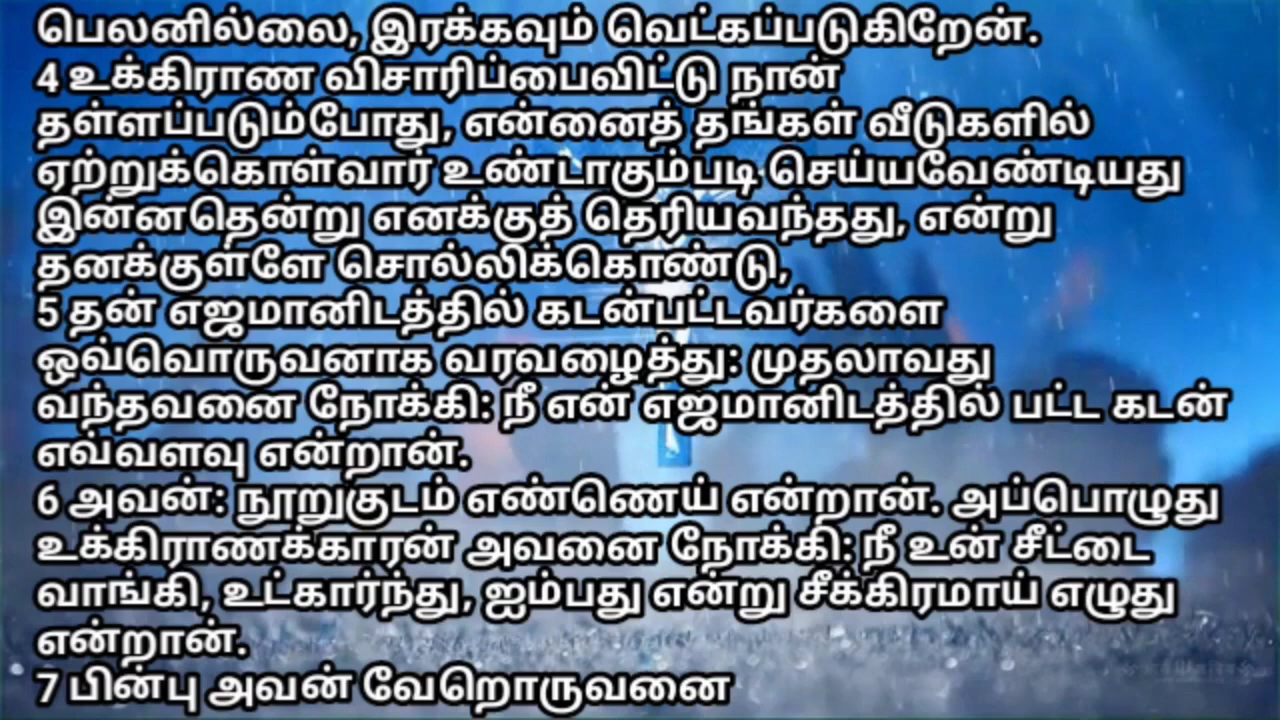 பெலனில்லை, இரக்கவும் வெட்கப்படுகிறேன்.
4 உக்கிராண விசாரிப்பைவிட்டு நான்
தள்ளப்படும்போது, என்னைத் தங்கள் வீடுகளில்
ஏற்றுக்கொள்வார் உண்டாகும்படி செய்யவேண்டியது
இன்னதென்று எனக்குத் தெரியவந்தது, என்று
தனக்குள்ளே சொல்லிக்கொண்டு,
5 தன் எஜமானிடத்தில் கடன்பட்டவர்களை
ஒவ்வொருவனாக வரவழைத்து: முதலாவது
வந்தவனை நோக்கி: நீ என் எஜமானிடத்தில் பட்ட கடன்
எவ்வளவு என்றான்.
6 அவன்: நூறுகுடம் எண்ணெய் என்றான். அப்பொழுது
உக்கிராணக்காரன் அவனை நோக்கி: நீ உன் சீட்டை
வாங்கி, உட்கார்ந்து, ஐம்பது என்று சீக்கிரமாய் எழுது
என்றான்.
7 பின்பு அவன் வேறொருவனை